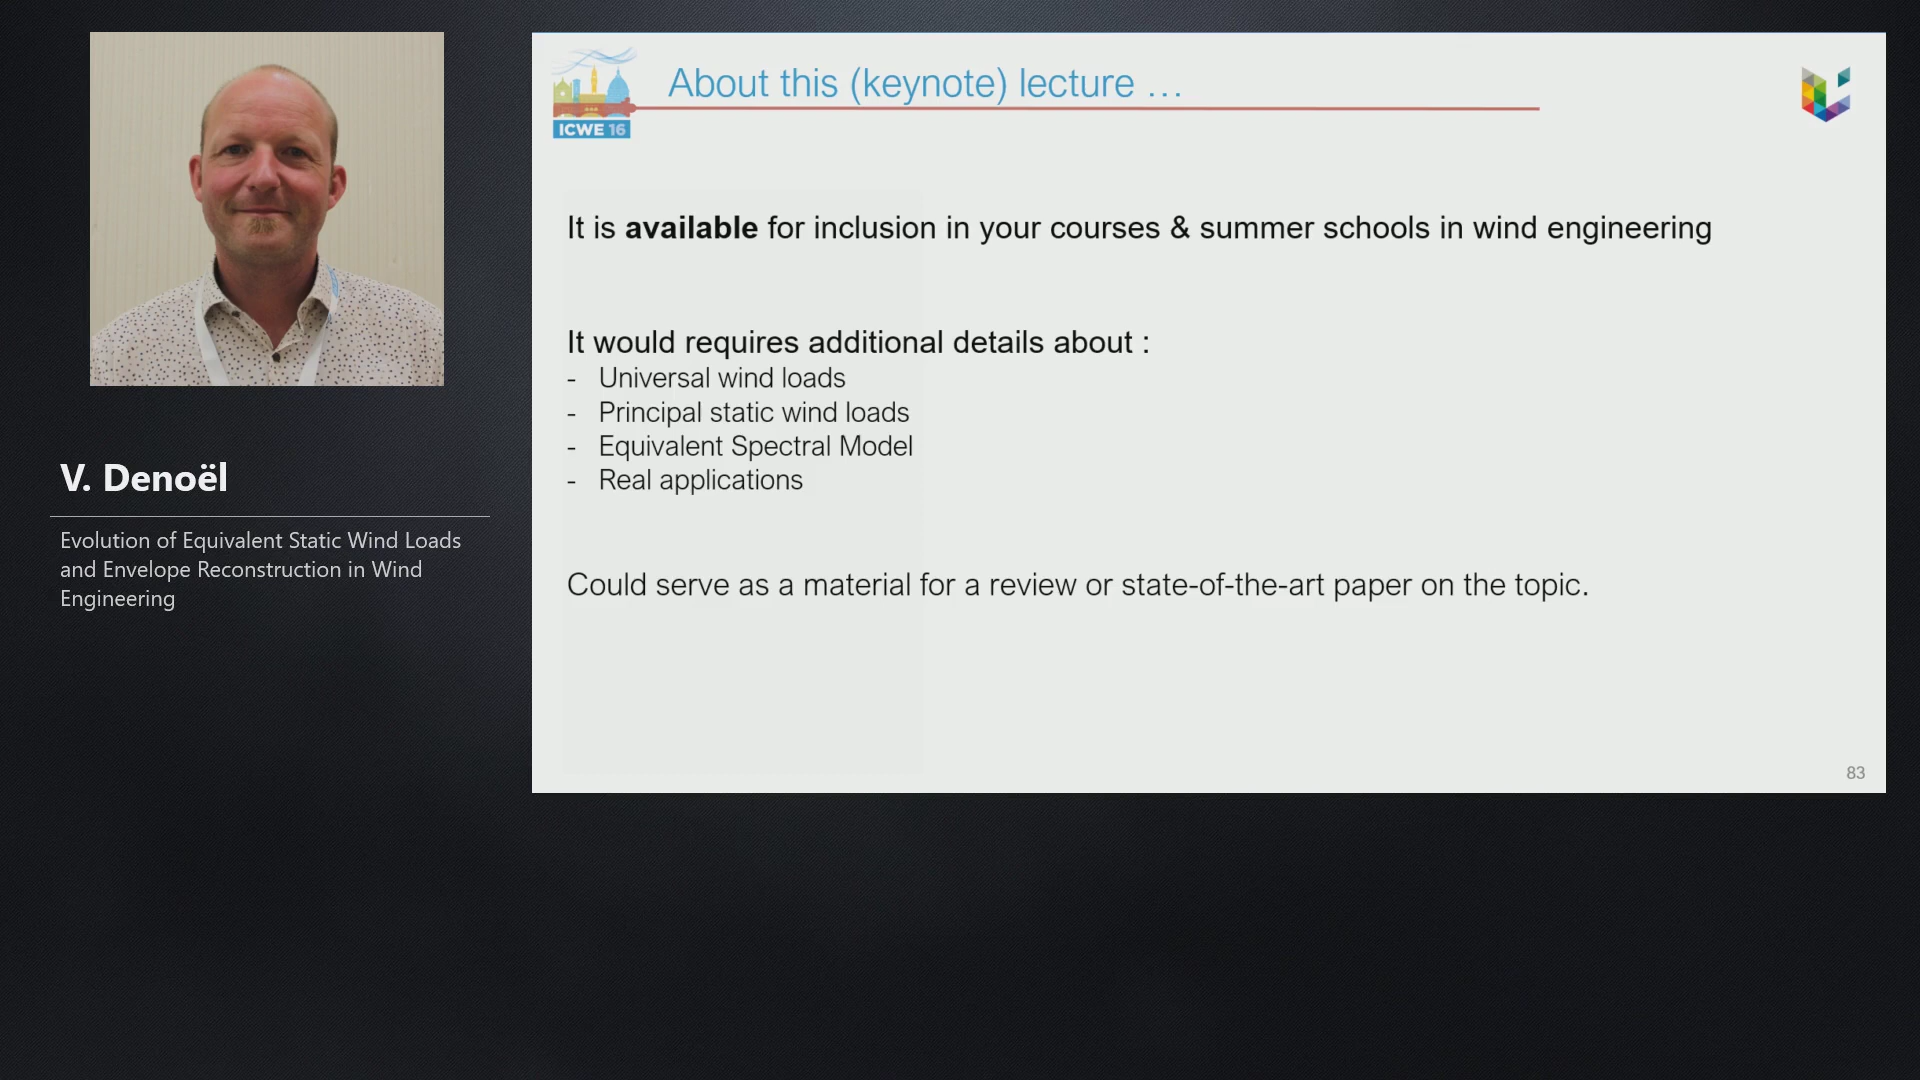 V. Denoël
Evolution of Equivalent Static Wind Loads
and Envelope Reconstruction in Wind
Engineering
ICWE 16
About this (keynote) lecture …
It is available for inclusion in your courses & summer schools in wind engineering
It would requires additional details about :
- Universal wind loads
- Principal static wind loads
- Equivalent Spectral Model
- Real applications
Could serve as a material for a review or state-of-the-art paper on the topic.
83